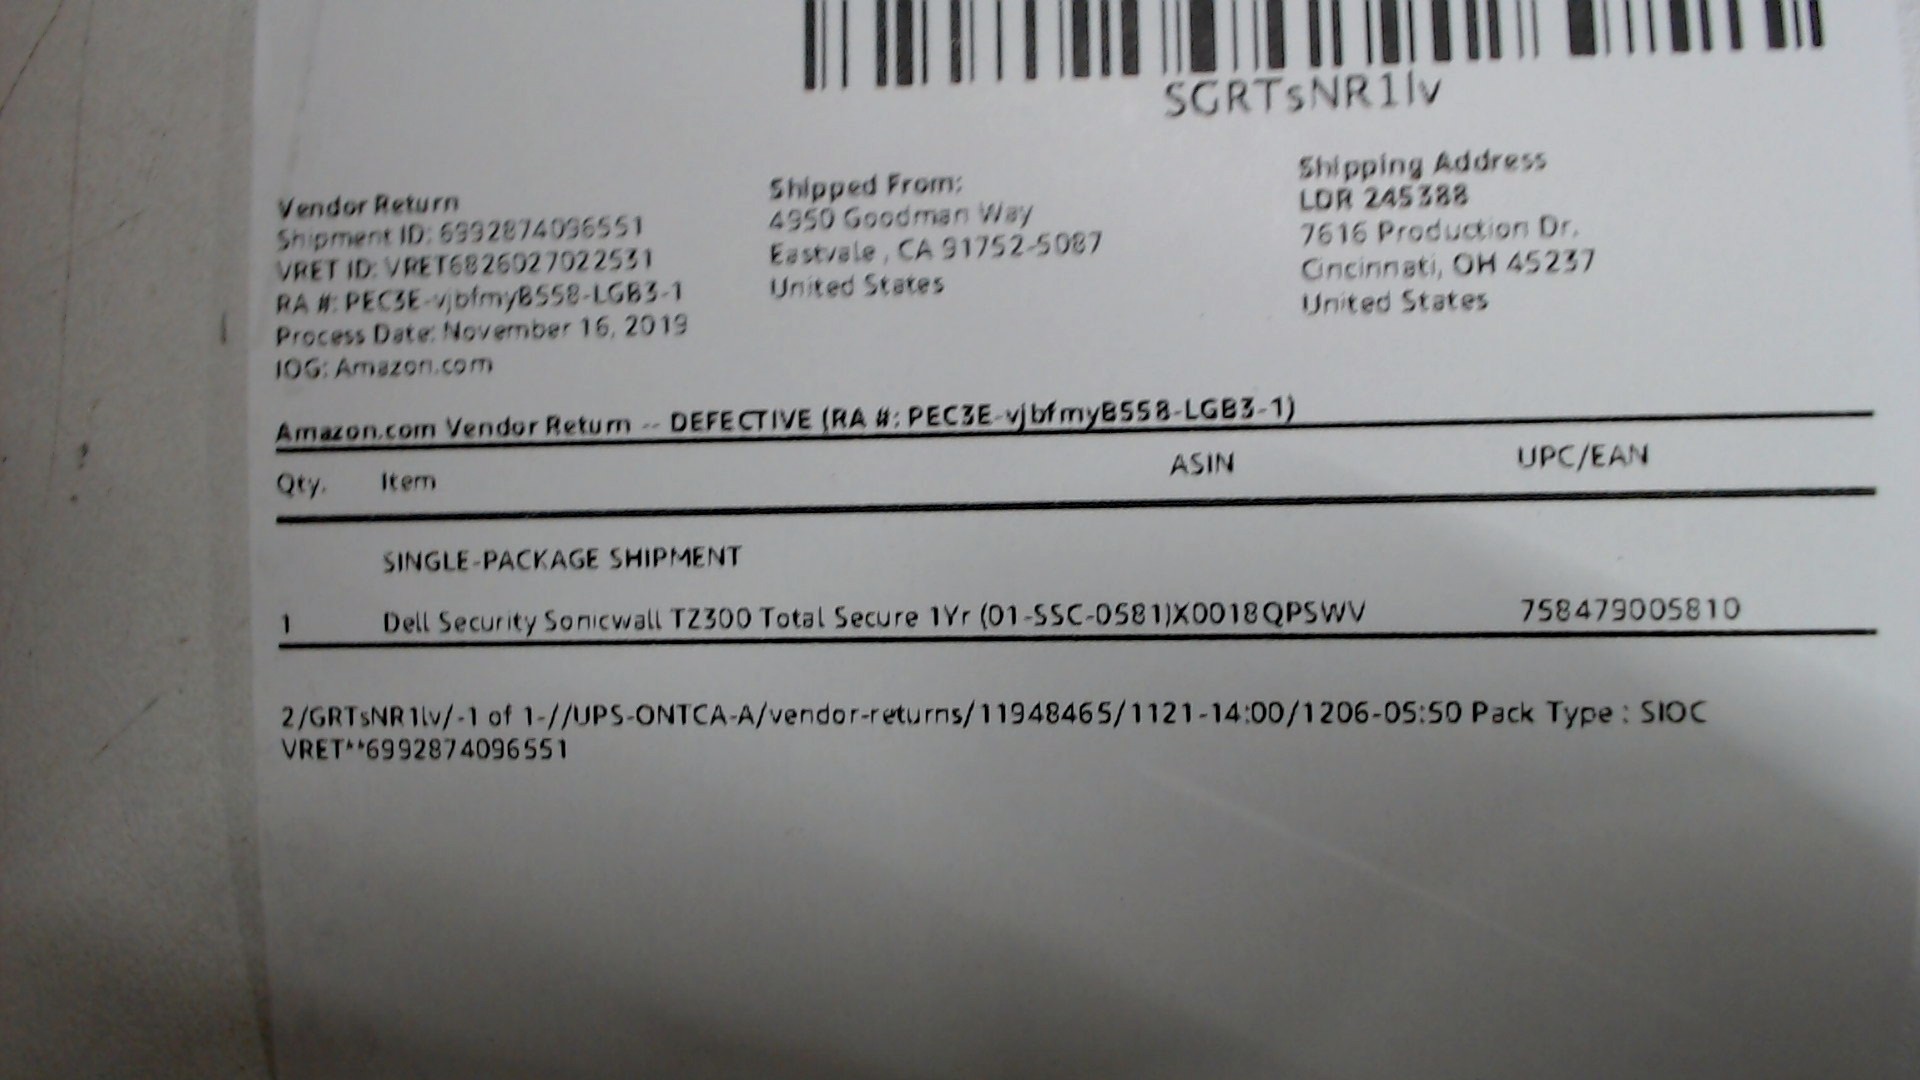 SGRTsNR1lv
Vendor Return
Shipment ID: 6992874096551
VRET ID: VRET6826027022531
RA #: PEC3E-vjbfmyB558-LGB3-1
Process Date: November 16, 2019
IOG: Amazon.com
Shipped From:
4950 Goodman Way
Eastvale , CA 91752-5087
United States
Shipping Address
LDR 245388
7616 Production Dr.
Cincinnati, OH 45237
United States
Amazon.com Vendor Return -- DEFECTIVE (RA #: PEC3E-vjbfmyB558-LGB3-1)
Qty. Item ASIN UPC/EAN
SINGLE-PACKAGE SHIPMENT
1 Dell Security Sonicwall TZ300 Total Secure 1Yr (01-SSC-0581)X0018QPSWV 758479005810
2/GRTsNR1lv/-1 of 1-//UPS-ONTCA-A/vendor-returns/11948465/1121-14:00/1206-05:50 Pack Type : SIOC
VRET**6992874096551